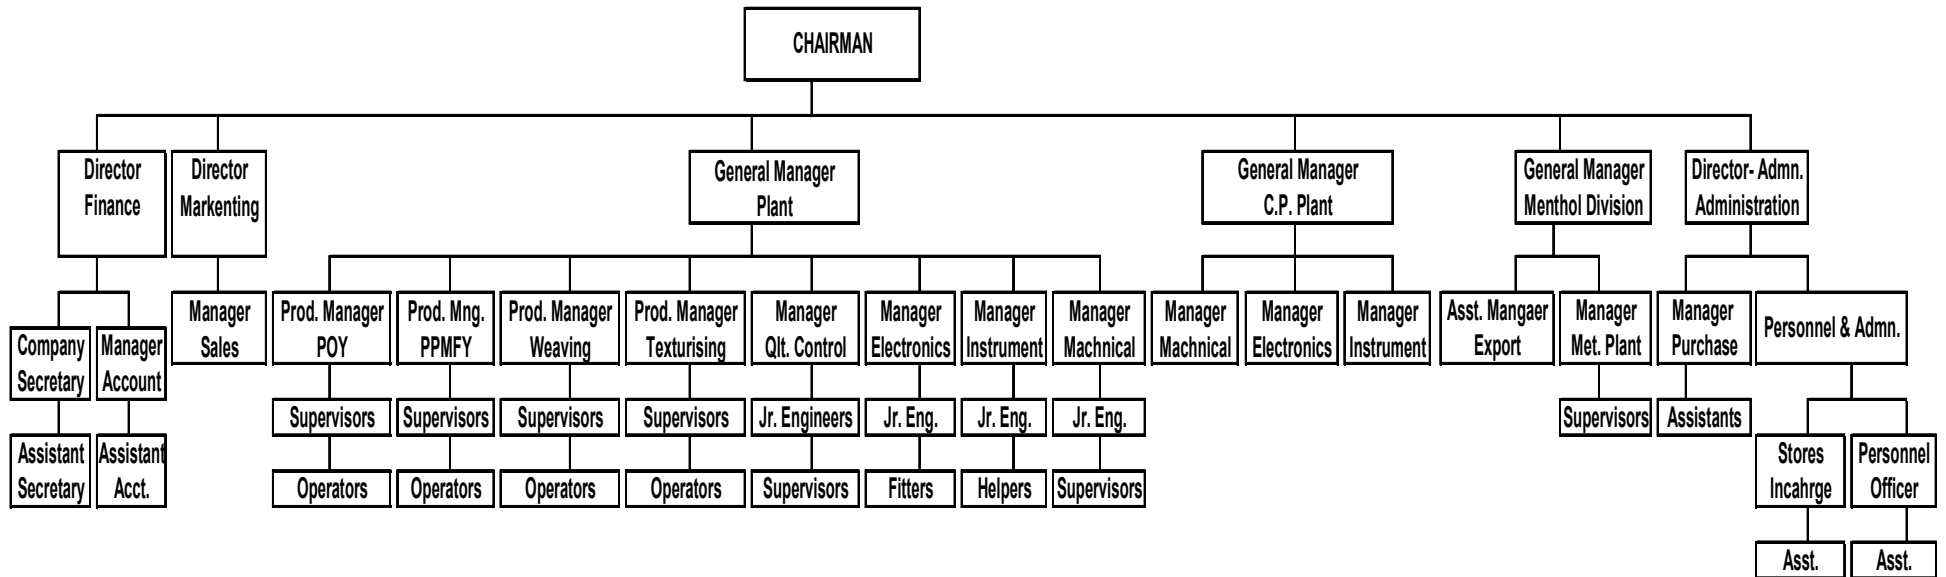 CHAIRMAN
Director
Finance
Director
Markenting
General Manager
Plant
General Manager
C.P. Plant
General Manager
Menthol Division
Director- Admn.
Administration
Company
Secretary
Manager
Account
Manager
Sales
Prod. Manager
POY
Prod. Mng.
PPMFY
Prod. Manager
Weaving
Prod. Manager
Texturising
Manager
Qlt. Control
Manager
Electronics
Manager
Instrument
Manager
Machnical
Manager
Machnical
Manager
Electronics
Manager
Instrument
Asst. Mangaer
Export
Manager
Met. Plant
Manager
Purchase
Personnel & Admn.
Supervisors
Supervisors
Supervisors
Supervisors
Jr. Engineers
Jr. Eng.
Jr. Eng.
Jr. Eng.
Supervisors
Assistants
Assistant
Secretary
Assistant
Acct.
Operators
Operators
Operators
Operators
Supervisors
Fitters
Helpers
Supervisors
Stores
Incahrge
Personnel
Officer
Asst.
Asst.